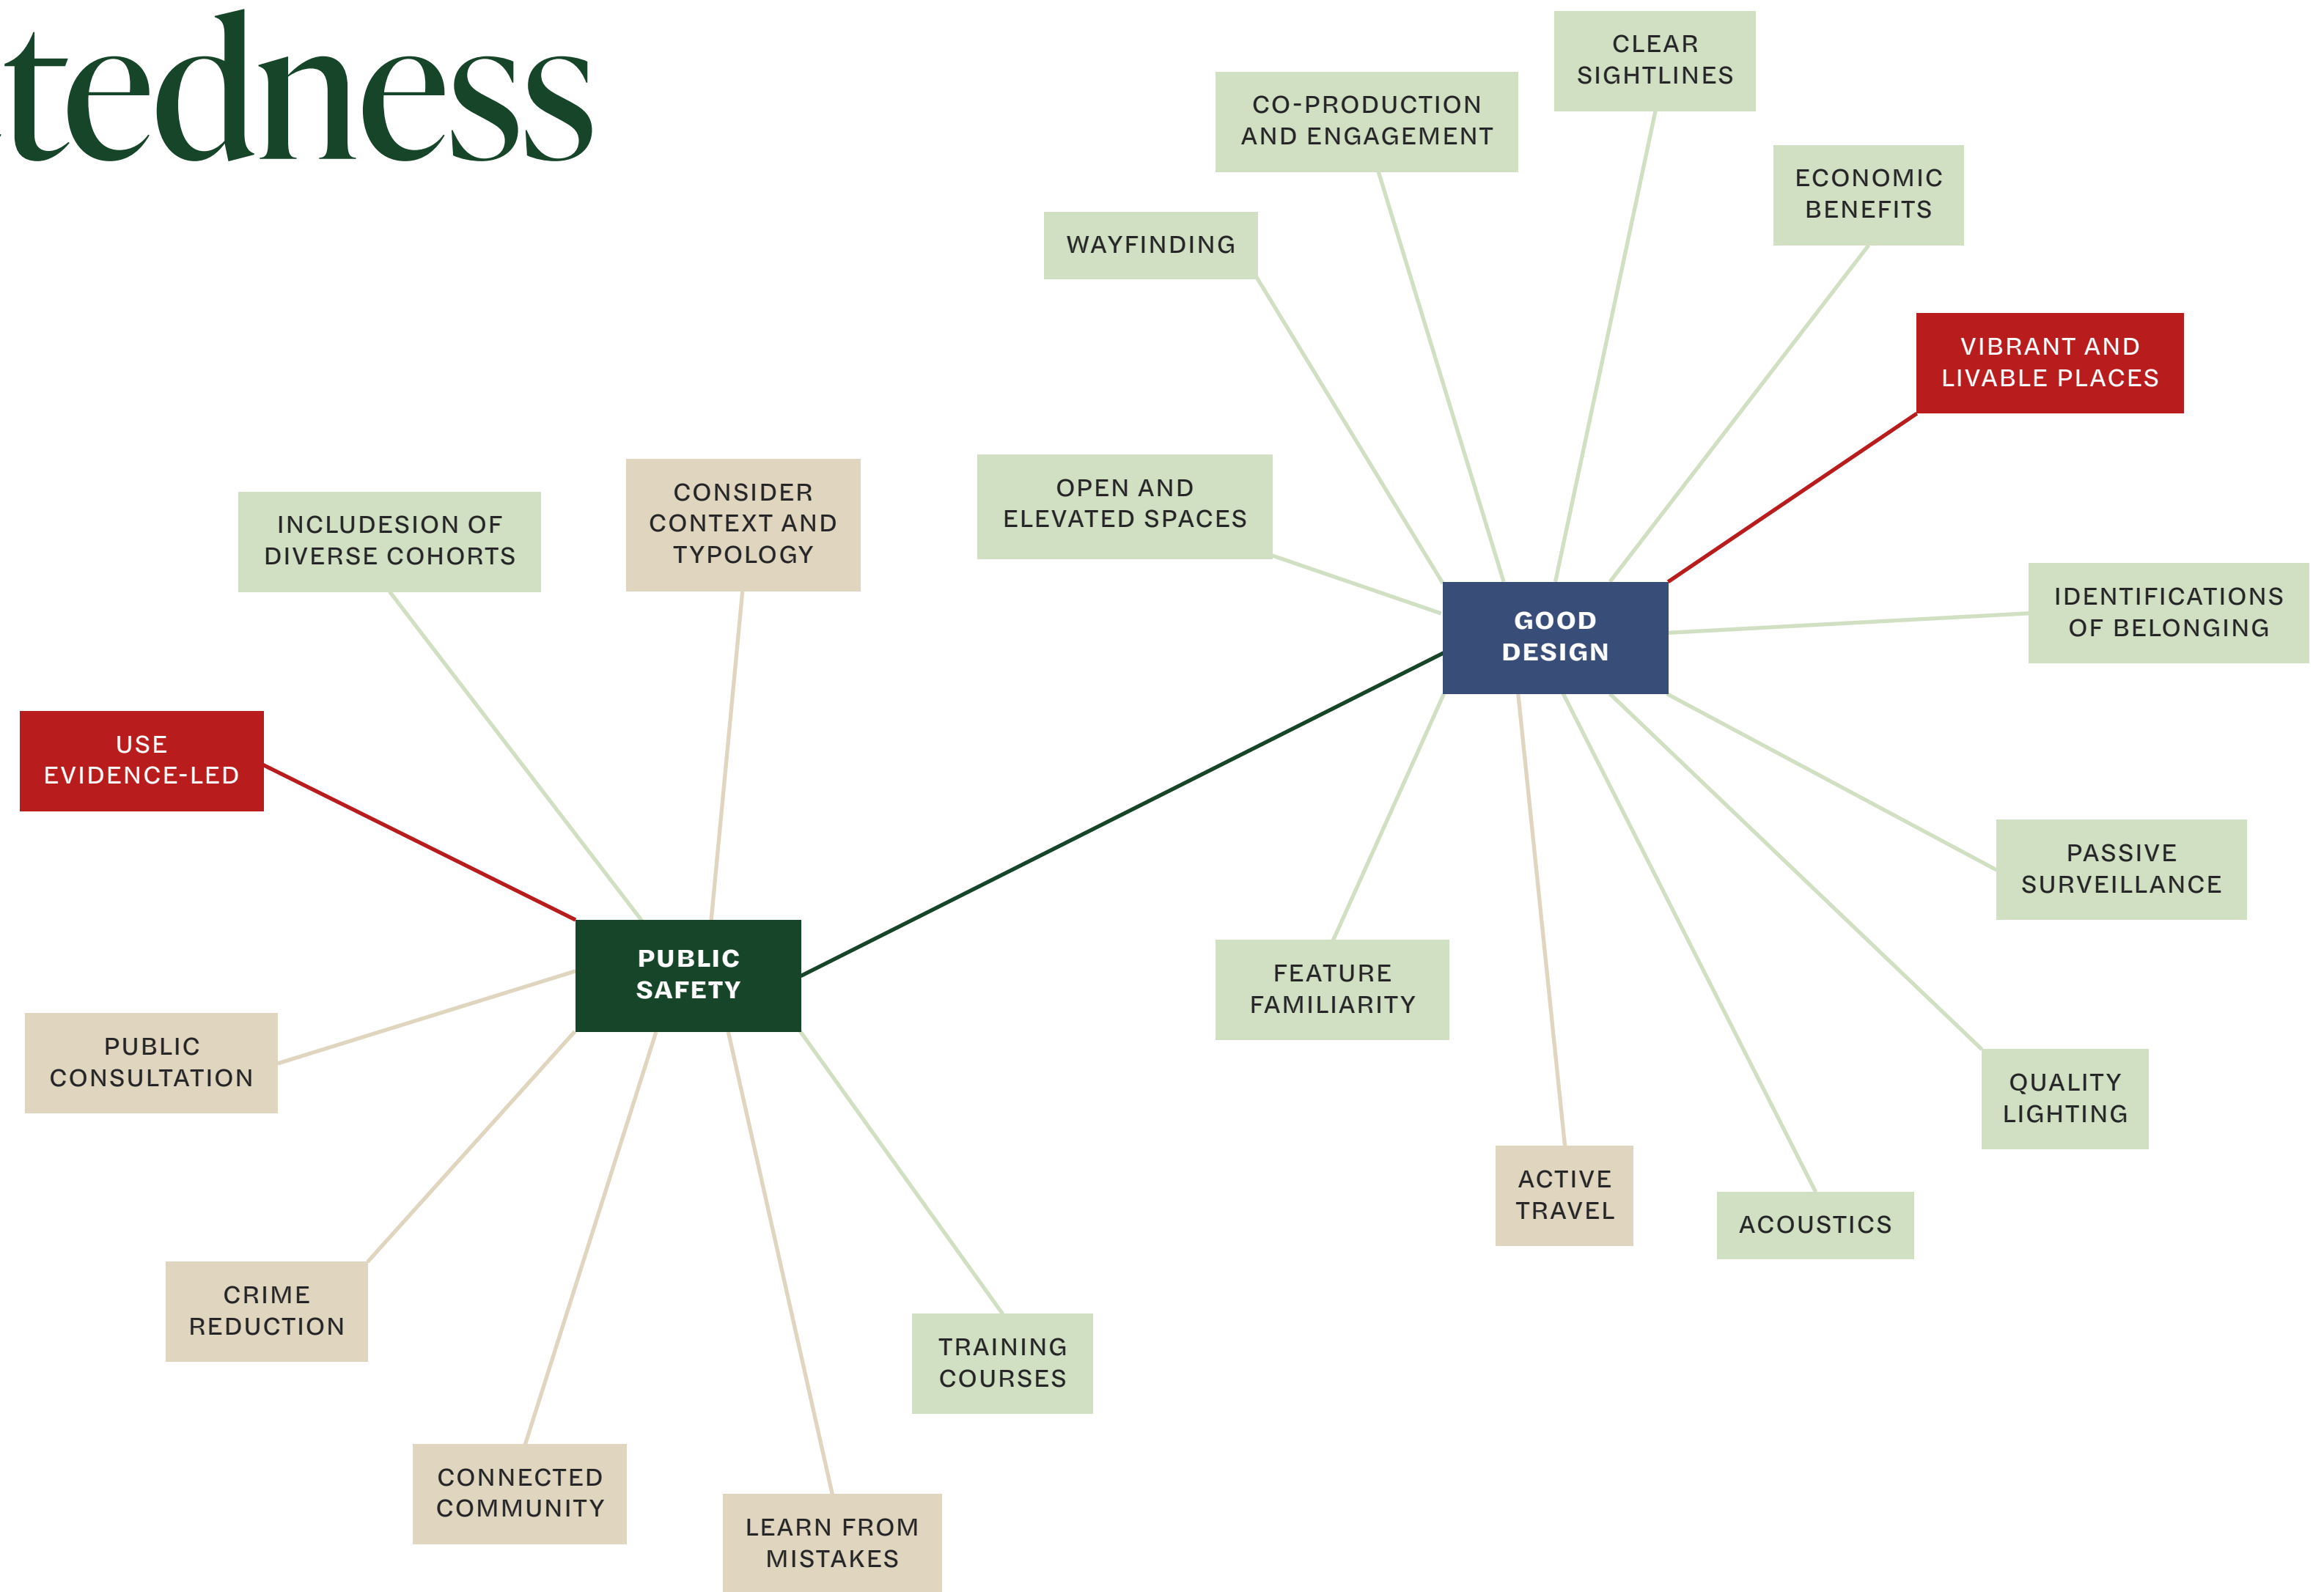 tedness
CLEAR
SIGHTLINES
CO-PRODUCTION
AND ENGAGEMENT
ECONOMIC
BENEFITS
WAYFINDING
VIBRANT AND
LIVABLE PLACES
OPEN AND
ELEVATED SPACES
CONSIDER
CONTEXT AND
TYPOLOGY
INCLUDESION OF
DIVERSE COHORTS
IDENTIFICATIONS
OF BELONGING
GOOD
DESIGN
USE
EVIDENCE-LED
PASSIVE
SURVEILLANCE
PUBLIC
SAFETY
FEATURE
FAMILIARITY
PUBLIC
CONSULTATION
QUALITY
LIGHTING
ACTIVE
TRAVEL
ACOUSTICS
CRIME
REDUCTION
TRAINING
COURSES
CONNECTED
COMMUNITY
LEARN FROM
MISTAKES